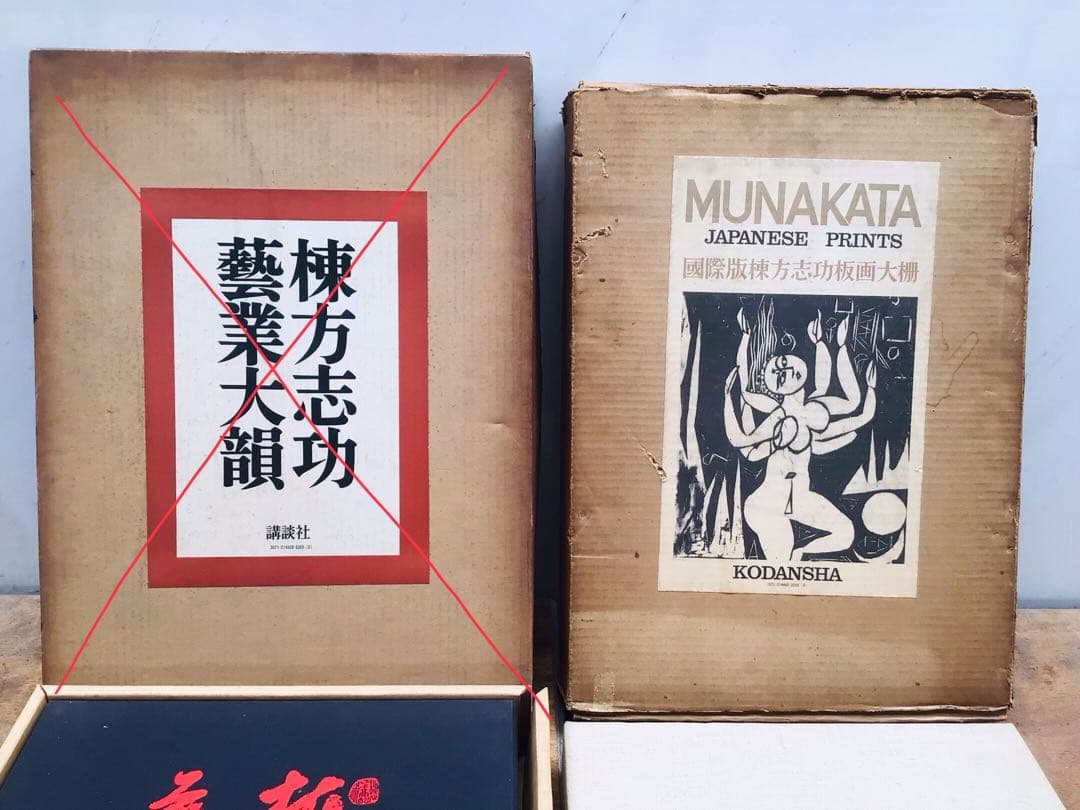 棟方志功
藝業大韻
講談社
MUNAKATA
JAPANESE PRINTS
國際版棟方志功板画大柵
KODANSHA